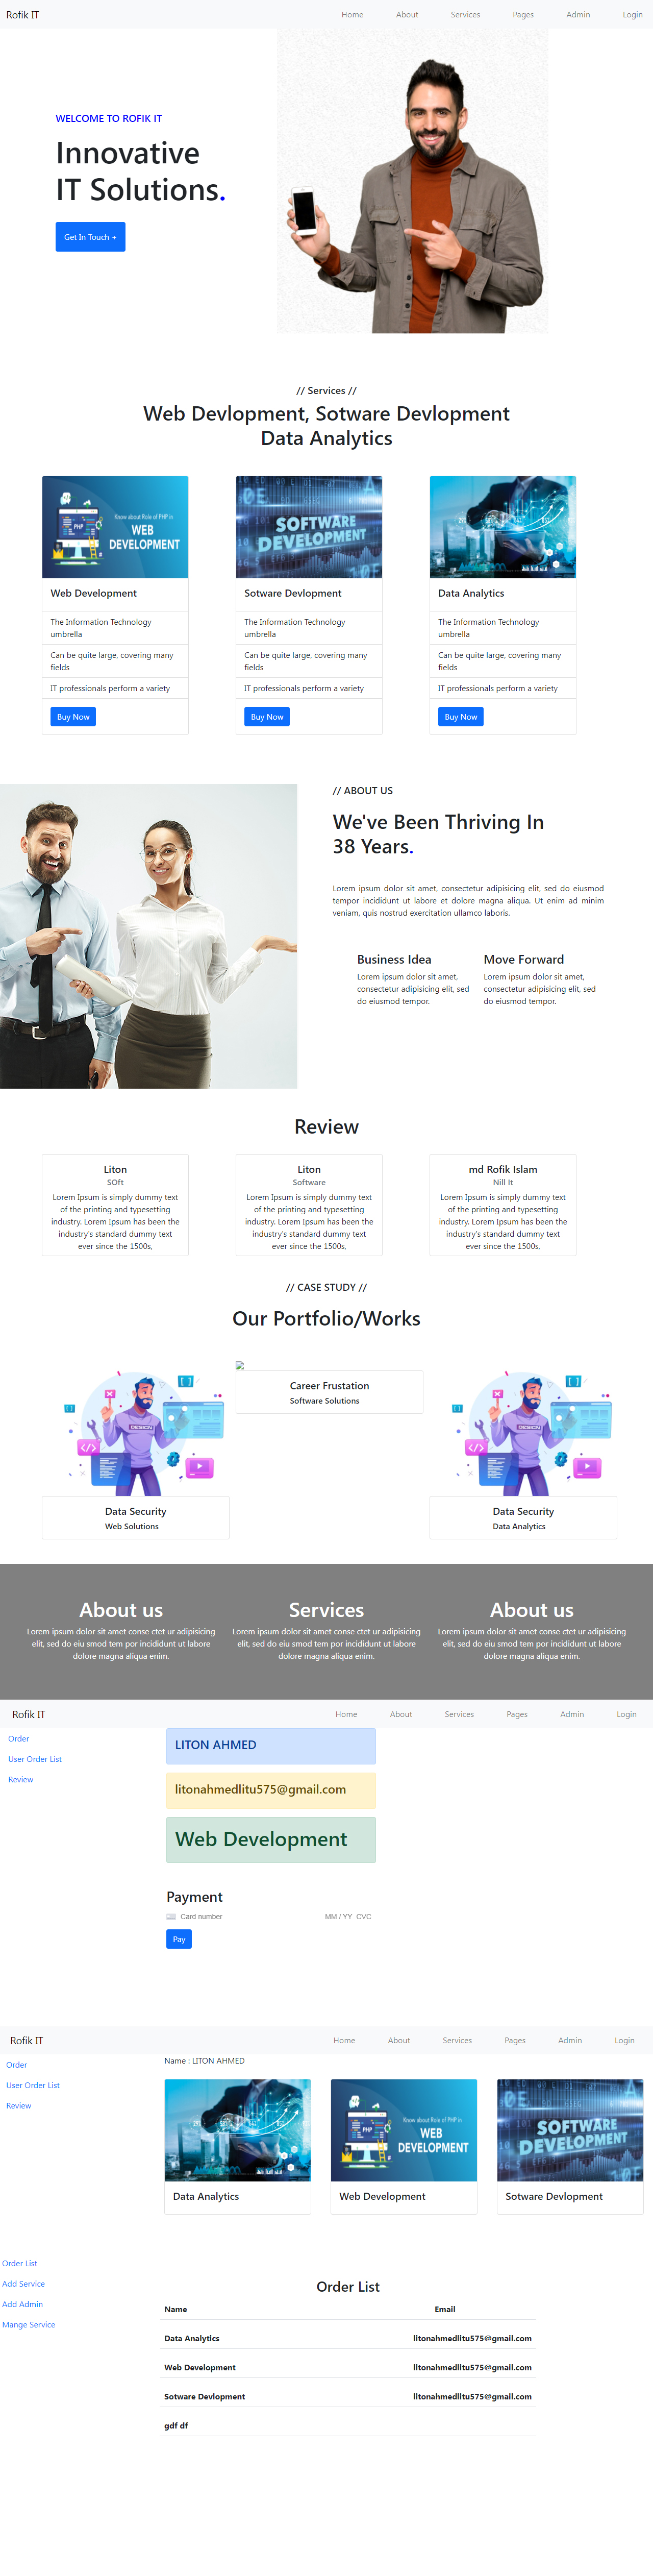 Rofik IT
Home About Services Pages Admin Login
WELCOME TO ROFIK IT
Innovative
IT Solutions.
Get In Touch +
// Services //
Web Devlopment, Sotware Devlopment
Data Analytics
Know about Role of PHP in
WEB
DEVELOPMENT
PHP
SOFTWARE
DEVELOPMENT
Web Development
The Information Technology
umbrella
Can be quite large, covering many
fields
IT professionals perform a variety
Buy Now
Sotware Devlopment
The Information Technology
umbrella
Can be quite large, covering many
fields
IT professionals perform a variety
Buy Now
Data Analytics
The Information Technology
umbrella
Can be quite large, covering many
fields
IT professionals perform a variety
Buy Now
// ABOUT US
We've Been Thriving In
38 Years.
Lorem ipsum dolor sit amet, consectetur adipisicing elit, sed do eiusmod
tempor incididunt ut labore et dolore magna aliqua. Ut enim ad minim
veniam, quis nostrud exercitation ullamco laboris.
Business Idea
Lorem ipsum dolor sit amet,
consectetur adipisicing elit, sed
do eiusmod tempor.
Move Forward
Lorem ipsum dolor sit amet,
consectetur adipisicing elit, sed
do eiusmod tempor.
Review
Liton
SOft
Lorem Ipsum is simply dummy text
of the printing and typesetting
industry. Lorem Ipsum has been the
industry's standard dummy text
ever since the 1500s,
Liton
Software
Lorem Ipsum is simply dummy text
of the printing and typesetting
industry. Lorem Ipsum has been the
industry's standard dummy text
ever since the 1500s,
md Rofik Islam
Nill It
Lorem Ipsum is simply dummy text
of the printing and typesetting
industry. Lorem Ipsum has been the
industry's standard dummy text
ever since the 1500s,
// CASE STUDY //
Our Portfolio/Works
DESIGN
Data Security
Web Solutions
Career Frustation
Software Solutions
DESIGN
Data Security
Data Analytics
About us
Lorem ipsum dolor sit amet conse ctet ur adipisicing
elit, sed do eiu smod tem por incididunt ut labore
dolore magna aliqua enim.
Services
Lorem ipsum dolor sit amet conse ctet ur adipisicing
elit, sed do eiu smod tem por incididunt ut labore
dolore magna aliqua enim.
About us
Lorem ipsum dolor sit amet conse ctet ur adipisicing
elit, sed do eiu smod tem por incididunt ut labore
dolore magna aliqua enim.
Rofik IT
Home About Services Pages Admin Login
Order
User Order List
Review
LITON AHMED
litonahmedlitu575@gmail.com
Web Development
Payment
Card number MM / YY CVC
Pay
Rofik IT
Home About Services Pages Admin Login
Order
User Order List
Review
Name : LITON AHMED
Know about Role of PHP in
WEB
DEVELOPMENT
PHP
SOFTWARE
DEVELOPMENT
Data Analytics
Web Development
Sotware Devlopment
Order List
Add Service
Add Admin
Mange Service
Order List
Name Email
Data Analytics litonahmedlitu575@gmail.com
Web Development litonahmedlitu575@gmail.com
Sotware Devlopment litonahmedlitu575@gmail.com
gdf df